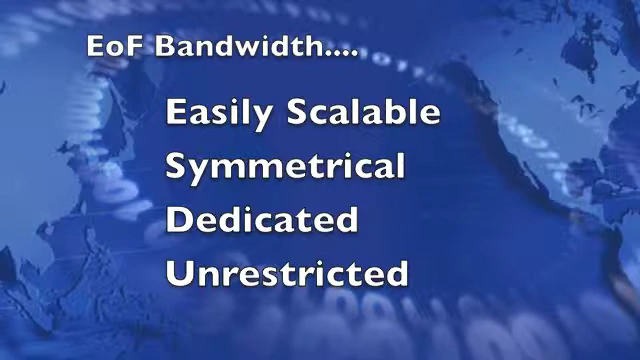 EoF Bandwidth....
Easily Scalable
Symmetrical
Dedicated
Unrestricted